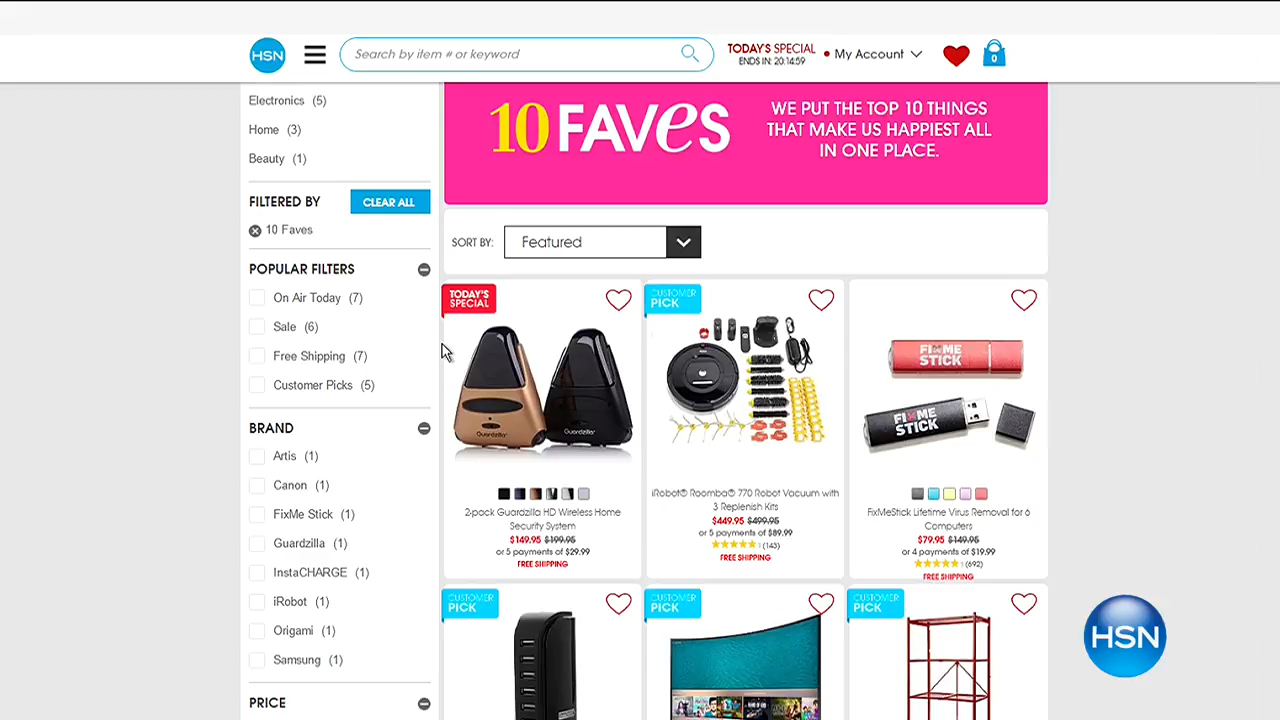 HSN
Search by item # or keyword
TODAY'S SPECIAL
ENDS IN: 20:14:59
My Account
0
Electronics (5)
Home (3)
Beauty (1)
FILTERED BY
CLEAR ALL
10 Faves
POPULAR FILTERS
On Air Today (7)
Sale (6)
Free Shipping (7)
Customer Picks (5)
BRAND
Artis (1)
Canon (1)
FixMe Stick (1)
Guardzilla (1)
InstaCHARGE (1)
iRobot (1)
Origami (1)
Samsung (1)
PRICE
10 FAVeS
WE PUT THE TOP 10 THINGS
THAT MAKE US HAPPIEST ALL
IN ONE PLACE.
SORT BY:
Featured
TODAY'S
SPECIAL
Guardzilla
Guardzilla
2-pack Guardzilla HD Wireless Home
Security System
$149.95 $199.95
or 5 payments of $29.99
FREE SHIPPING
CUSTOMER
PICK
iRobot® Roomba® 770 Robot Vacuum with
3 Replenish Kits
$449.95 $499.95
or 5 payments of $89.99
(143)
FREE SHIPPING
FIXME
STICK
FIXME
STICK
FixMeStick Lifetime Virus Removal for 6
Computers
$79.95 $149.95
or 4 payments of $19.99
(692)
FREE SHIPPING
CUSTOMER
PICK
CUSTOMER
PICK
CUSTOMER
PICK
HSN